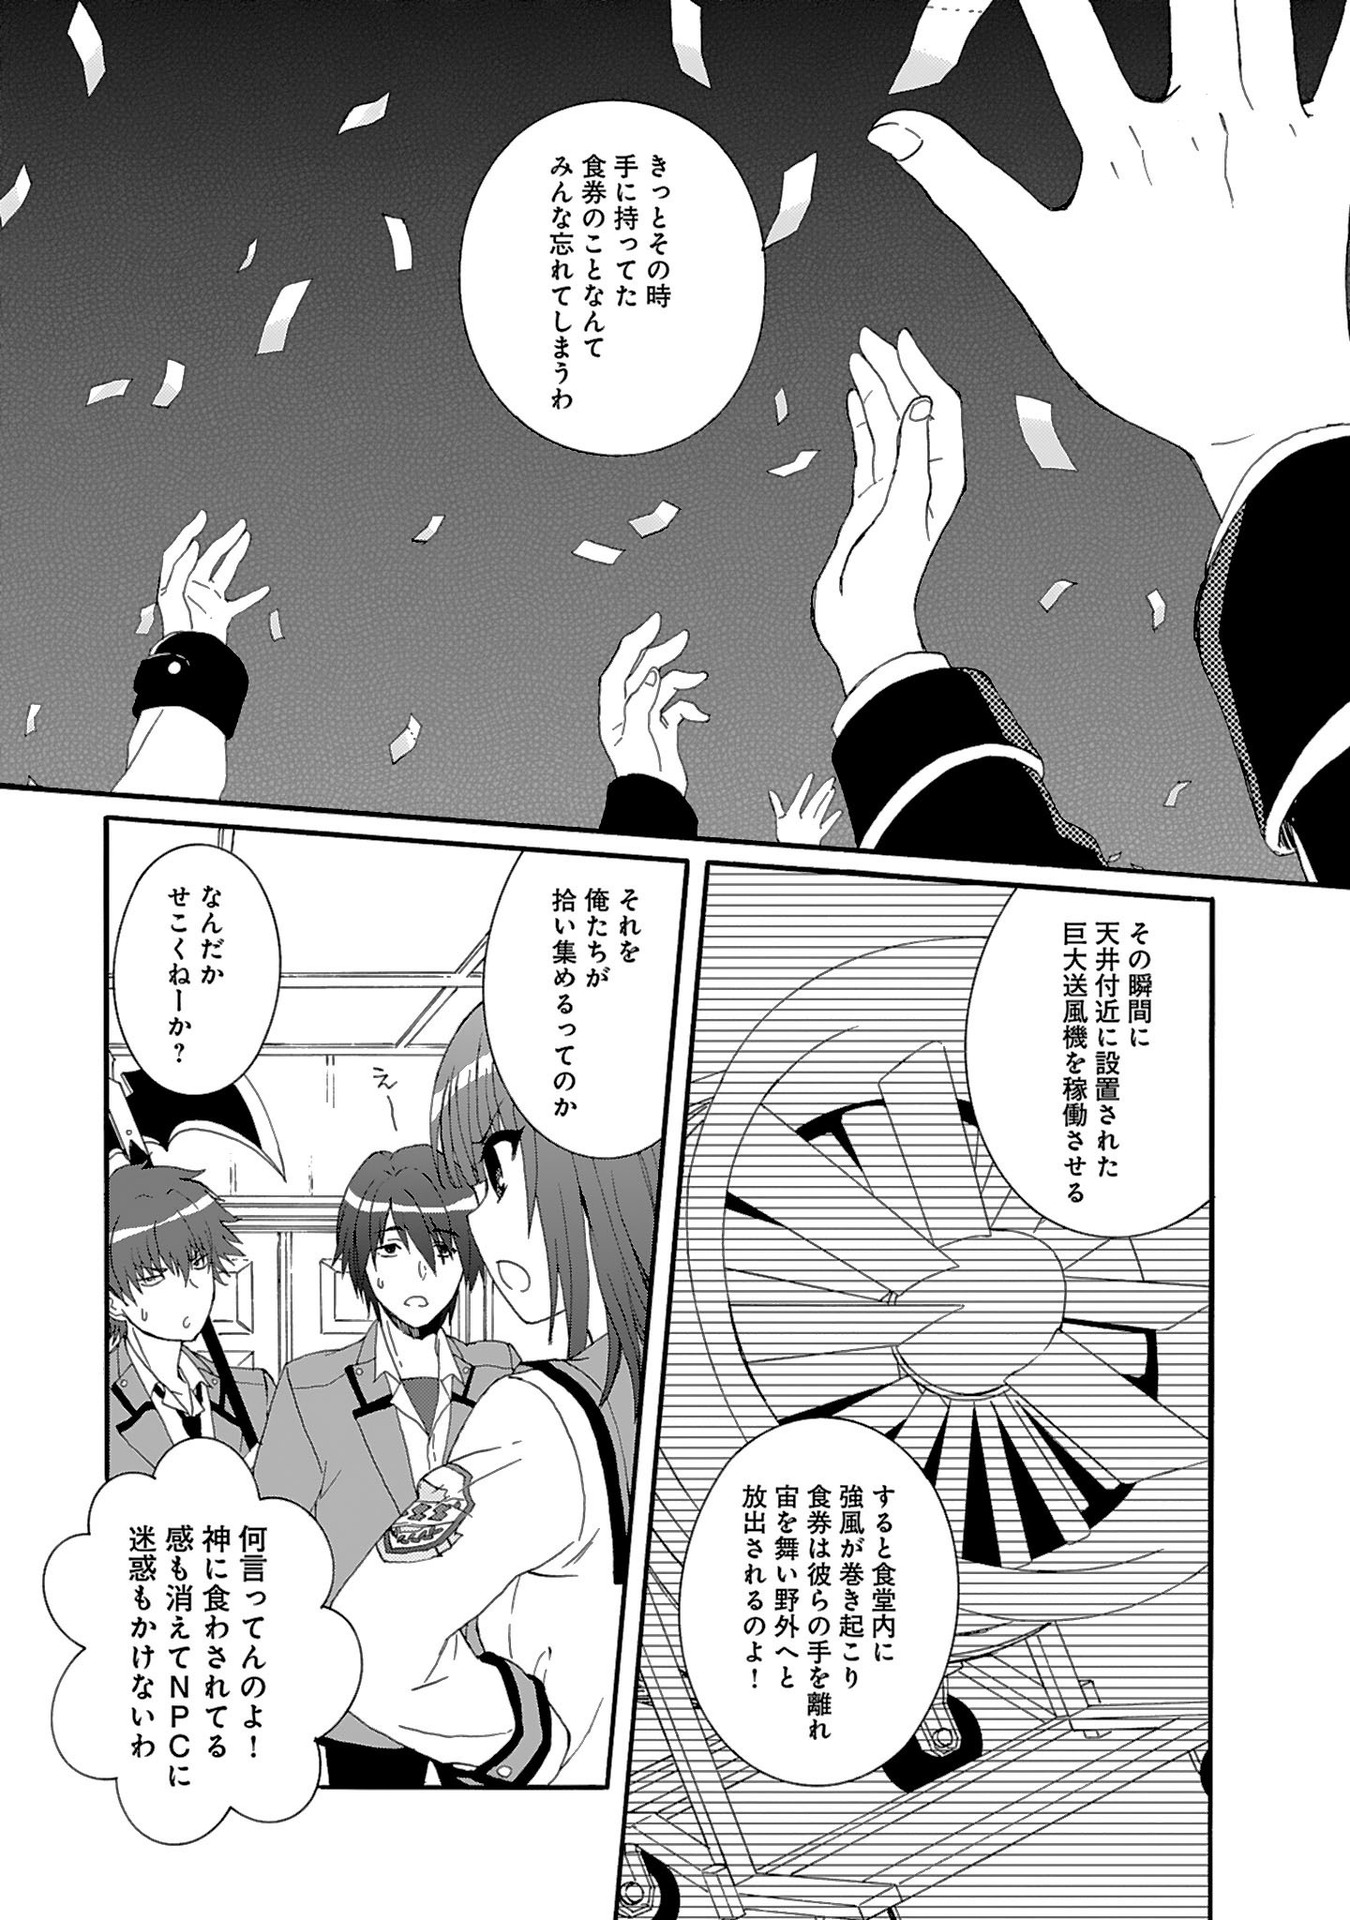 きっとその時
手に持ってた
食券のことなんて
みんな忘れてしまうわ
その瞬間に
天井付近に設置された
巨大送風機を稼働させる
すると食堂内に
強風が巻き起こり
食券は彼らの手を離れ
宙を舞い野外へと
放出されるのよ!
それを
俺たちが
拾い集めるってのか
えー
なんだか
せこくねーか?
何言ってんのよ!
神に食わされてる
感も消えてNPCに
迷惑もかけないわ